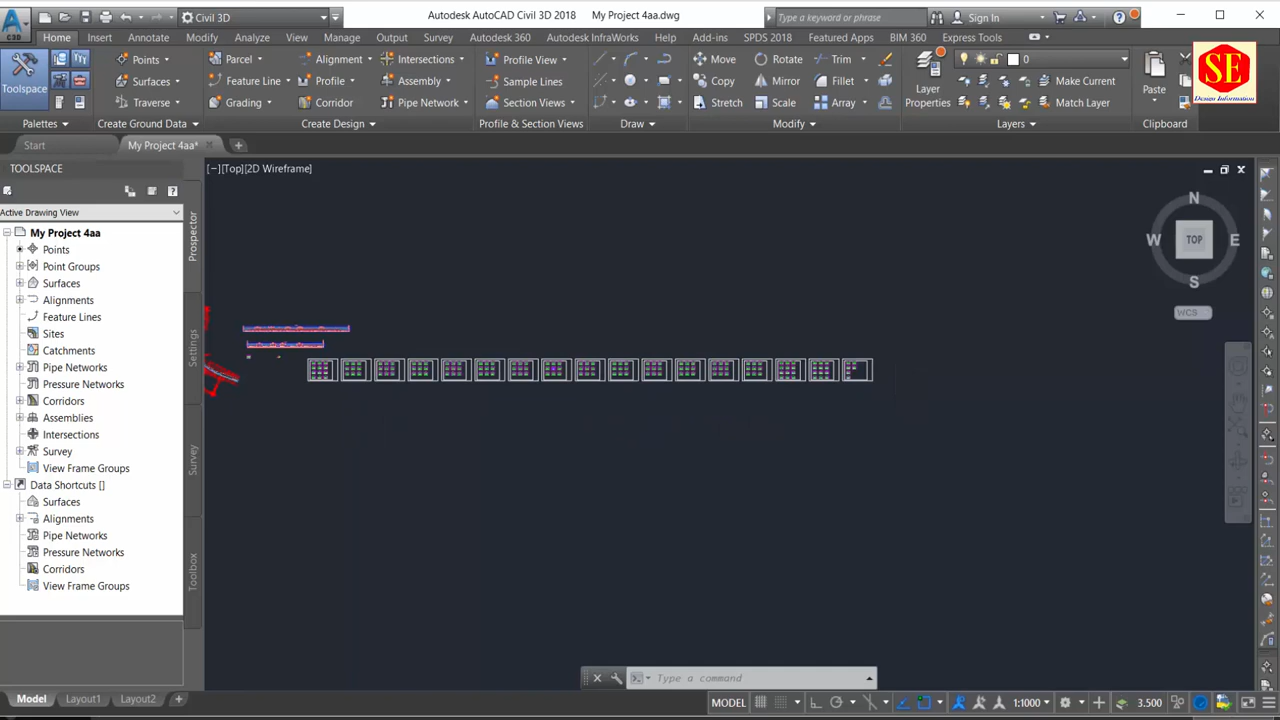 Civil 3D
Autodesk AutoCAD Civil 3D 2018 My Project 4aa.dwg
Type a keyword or phrase
Sign In
Home Insert Annotate Modify Analyze View Manage Output Survey Autodesk 360 Autodesk InfraWorks Help Add-ins SPDS 2018 Featured Apps BIM 360 Express Tools
C3D
Toolspace
Points
Surfaces
Traverse
Parcel
Feature Line
Grading
Alignment
Profile
Corridor
Intersections
Assembly
Pipe Network
Profile View
Sample Lines
Section Views
Move
Copy
Stretch
Rotate
Mirror
Scale
Trim
Fillet
Array
Layer
Properties
0
Make Current
Match Layer
Paste
SE
Design Information
Palettes Create Ground Data Create Design Profile & Section Views Draw Modify Layers Clipboard
Start My Project 4aa*
TOOLSPACE
Active Drawing View
My Project 4aa
Points
Point Groups
Surfaces
Alignments
Feature Lines
Sites
Catchments
Pipe Networks
Pressure Networks
Corridors
Assemblies
Intersections
Survey
View Frame Groups
Data Shortcuts []
Surfaces
Alignments
Pipe Networks
Pressure Networks
Corridors
View Frame Groups
Prospector
Settings
Survey
Toolbox
[−][Top][2D Wireframe]
N
W TOP E
S
WCS
Type a command
Model Layout1 Layout2
MODEL 1:1000 3.500